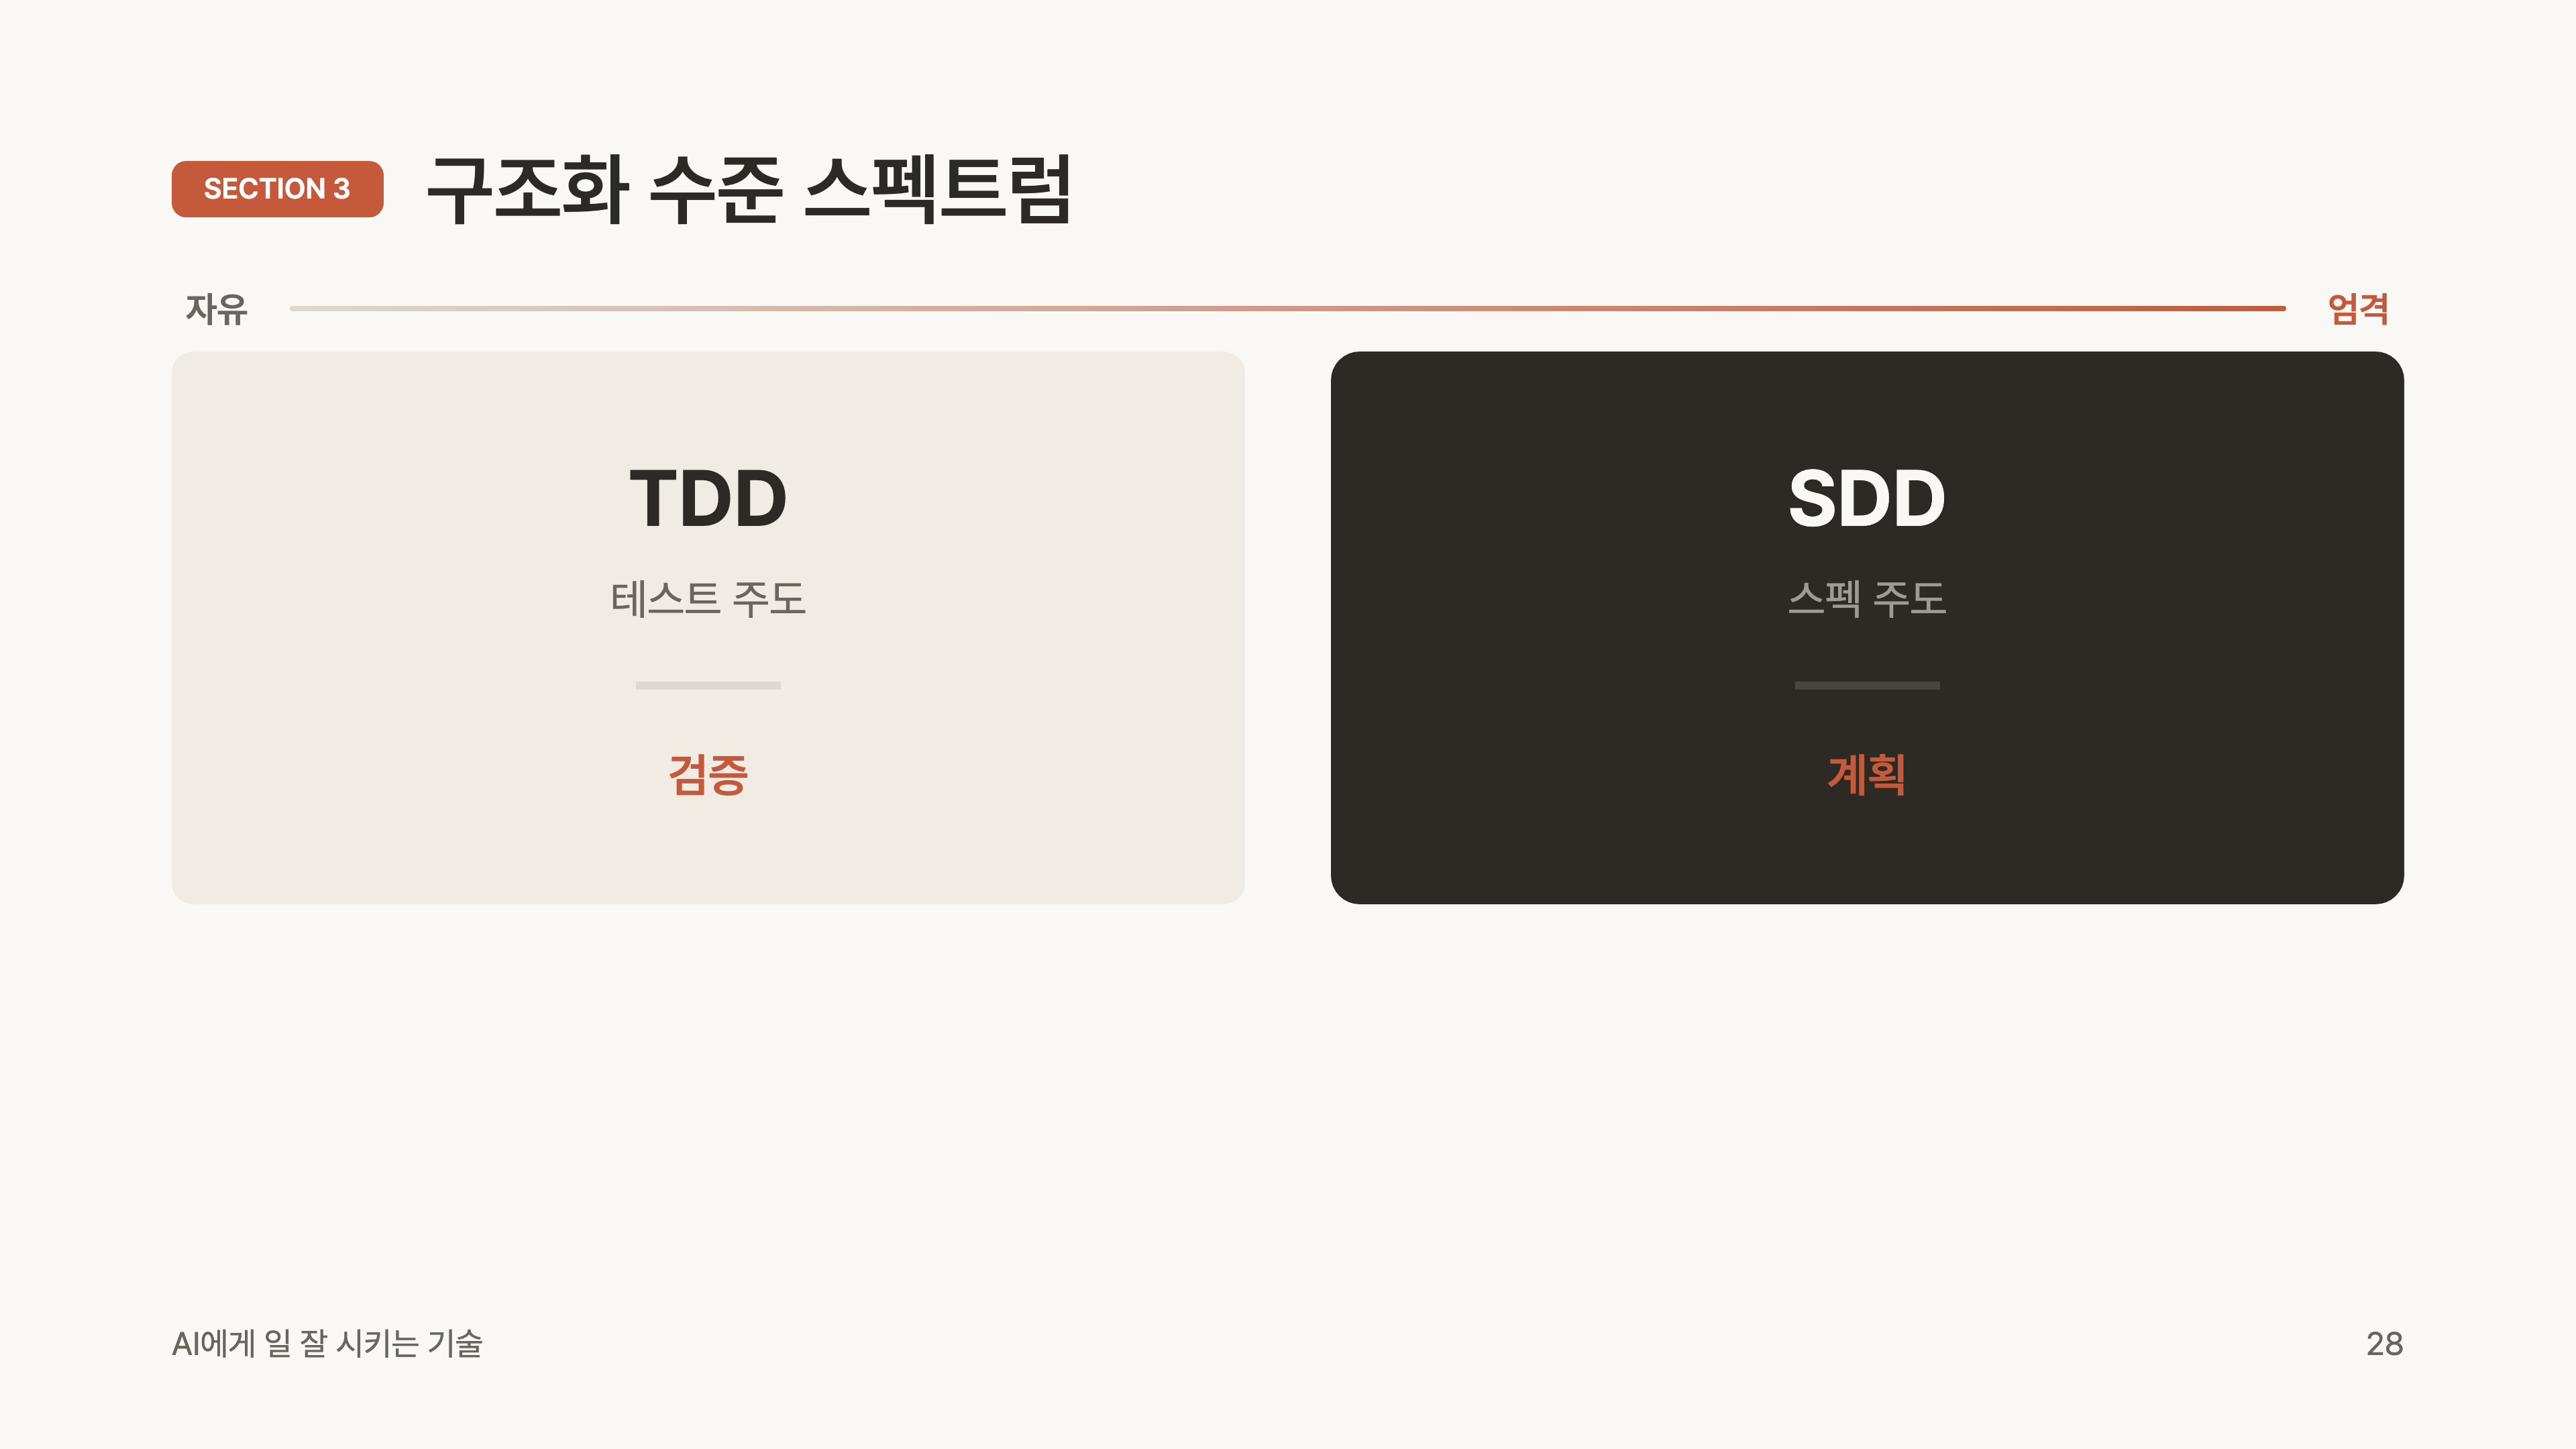 SECTION 3
구조화 수준 스펙트럼
자유
엄격
TDD
테스트 주도
검증
SDD
스펙 주도
계획
AI에게 일 잘 시키는 기술
28